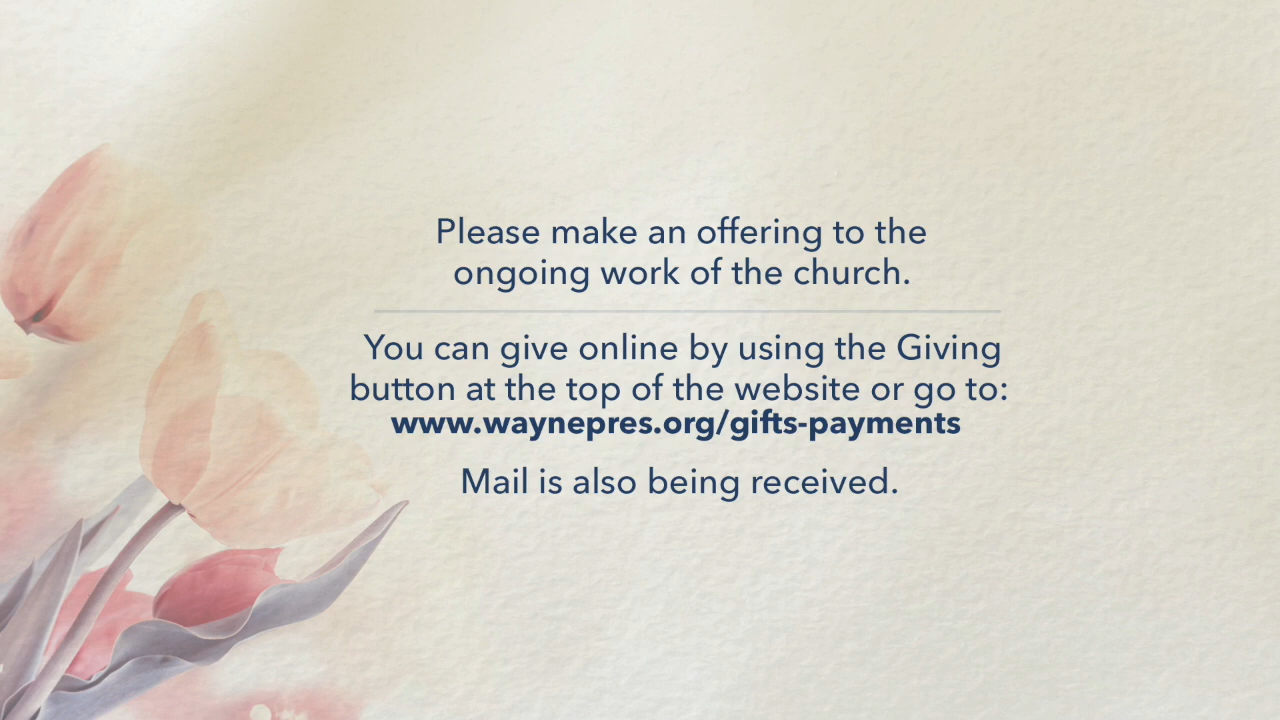 Please make an offering to the
ongoing work of the church.
You can give online by using the Giving
button at the top of the website or go to:
www.waynepres.org/gifts-payments
Mail is also being received.